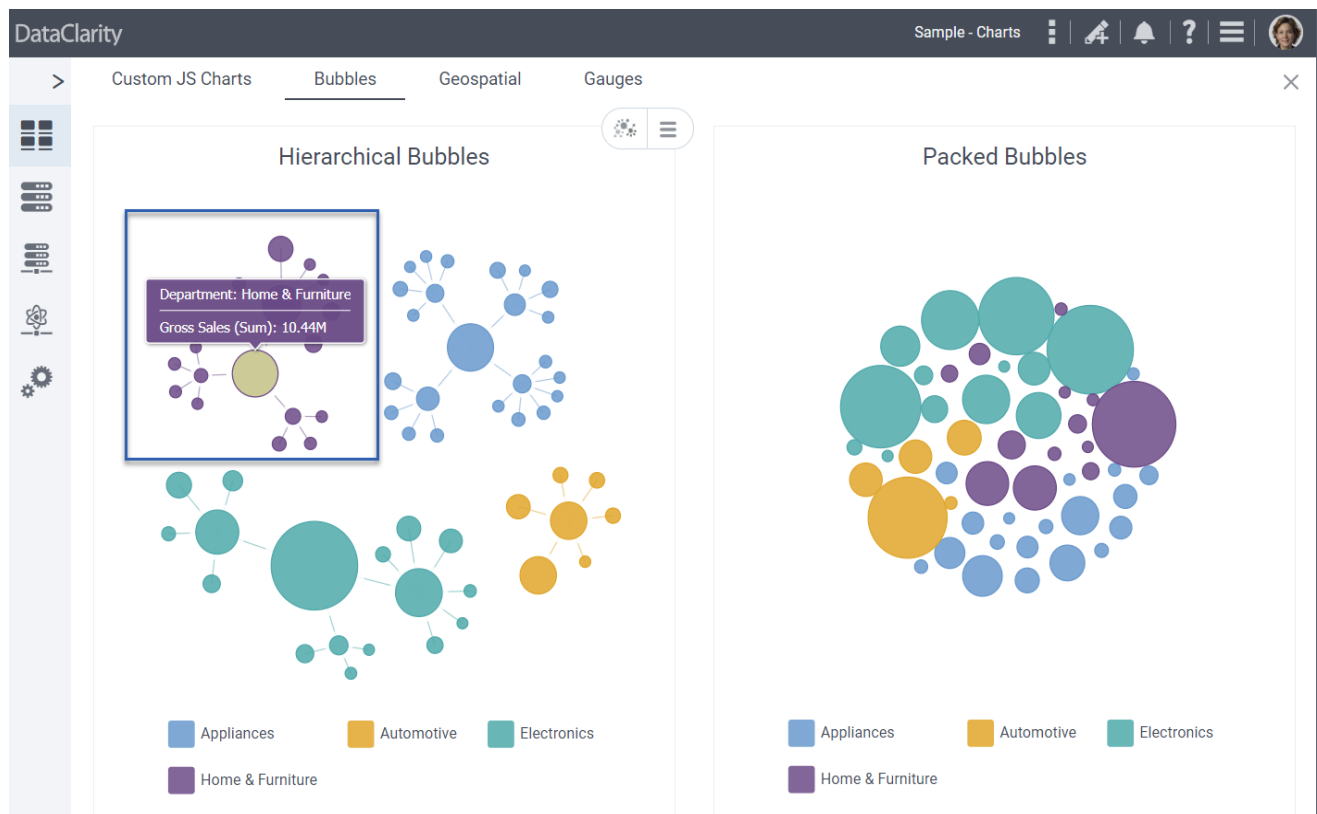 DataClarity
Sample - Charts
Custom JS Charts
Bubbles
Geospatial
Gauges
Hierarchical Bubbles
Department: Home & Furniture
Gross Sales (Sum): 10.44M
Appliances
Automotive
Electronics
Home & Furniture
Packed Bubbles
Appliances
Automotive
Electronics
Home & Furniture